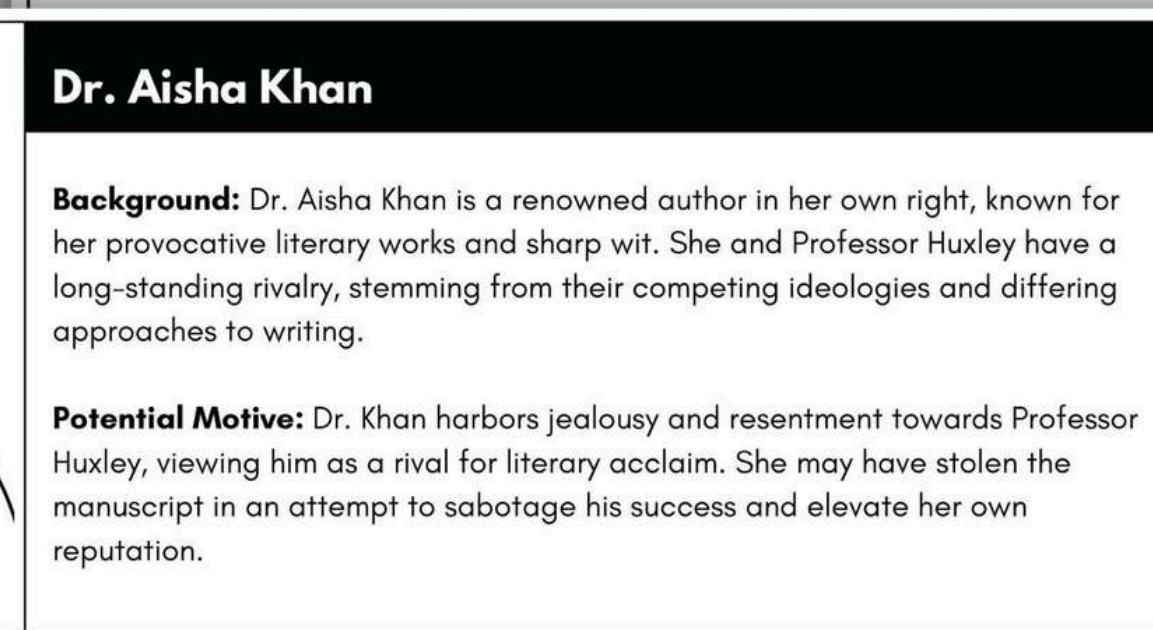 Dr. Aisha Khan
Background: Dr. Aisha Khan is a renowned author in her own right, known for
her provocative literary works and sharp wit. She and Professor Huxley have a
long-standing rivalry, stemming from their competing ideologies and differing
approaches to writing.
Potential Motive: Dr. Khan harbors jealousy and resentment towards Professor
Huxley, viewing him as a rival for literary acclaim. She may have stolen the
manuscript in an attempt to sabotage his success and elevate her own
reputation.